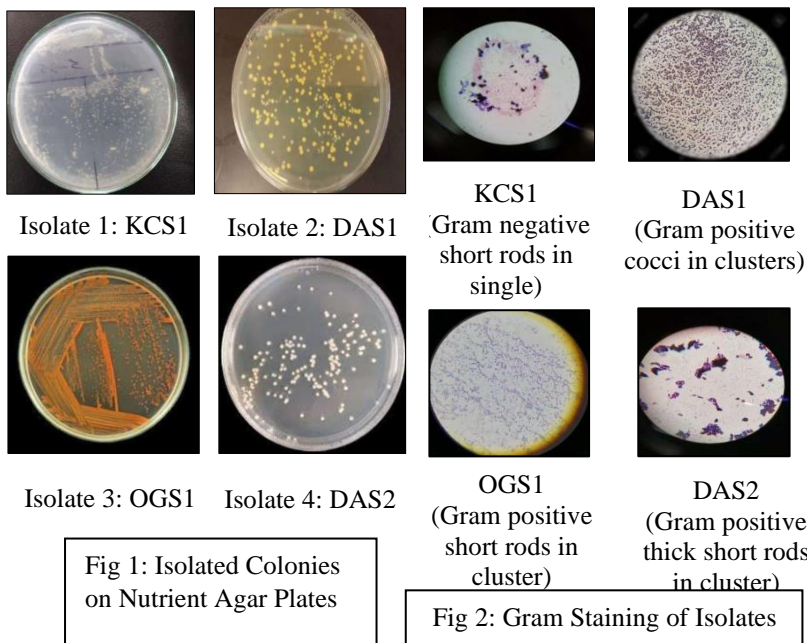 Isolate 1: KCS1
Isolate 2: DAS1
Isolate 3: OGS1
Isolate 4: DAS2
Fig 1: Isolated Colonies
on Nutrient Agar Plates
KCS1
(Gram negative
short rods in
single)
DAS1
(Gram positive
cocci in clusters)
OGS1
(Gram positive
short rods in
cluster)
DAS2
(Gram positive
thick short rods
in cluster)
Fig 2: Gram Staining of Isolates